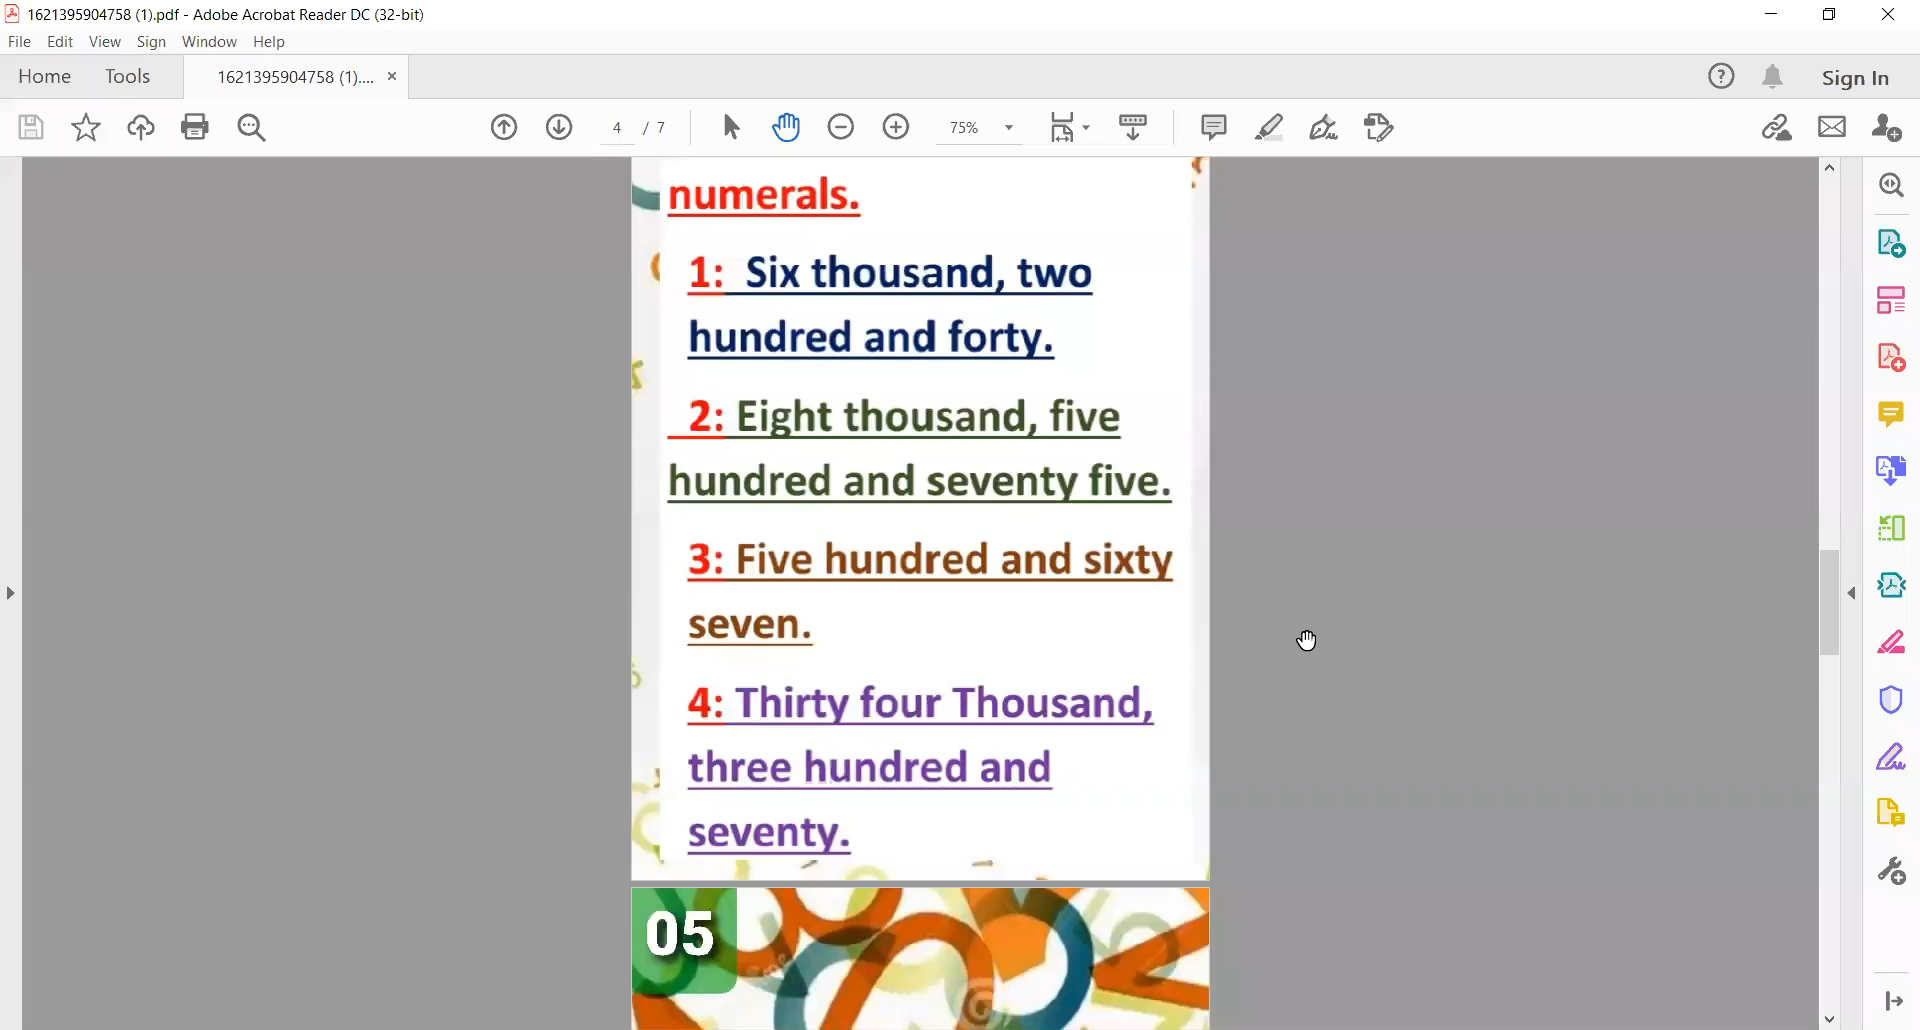 1621395904758 (1).pdf - Adobe Acrobat Reader DC (32-bit)
File Edit View Sign Window Help
Home Tools 1621395904758 (1).... × Sign In
4 / 7 75%
numerals.
1: Six thousand, two
hundred and forty.
2: Eight thousand, five
hundred and seventy five.
3: Five hundred and sixty
seven.
4: Thirty four Thousand,
three hundred and
seventy.
05